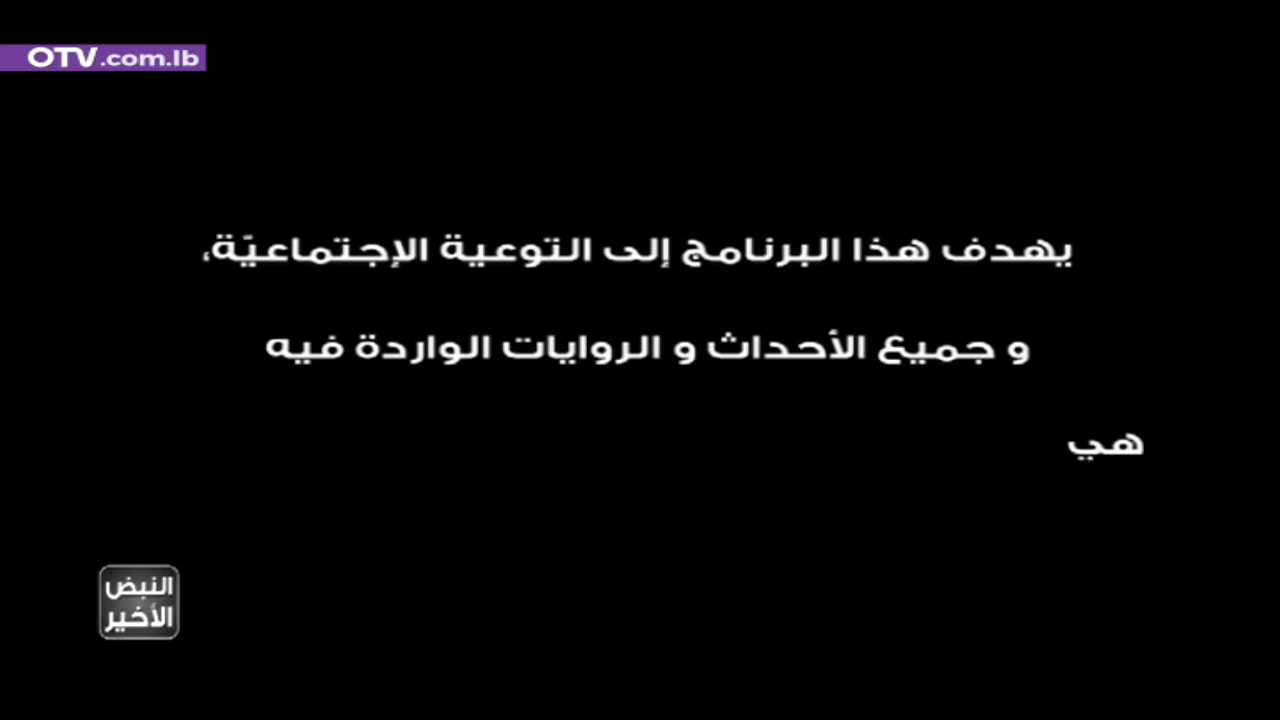 OTV.com.lb
يهدف هذا البرنامج إلى التوعية الإجتماعيّة،
و جميع الأحداث و الروايات الواردة فيه
هي
النبض
الأخير